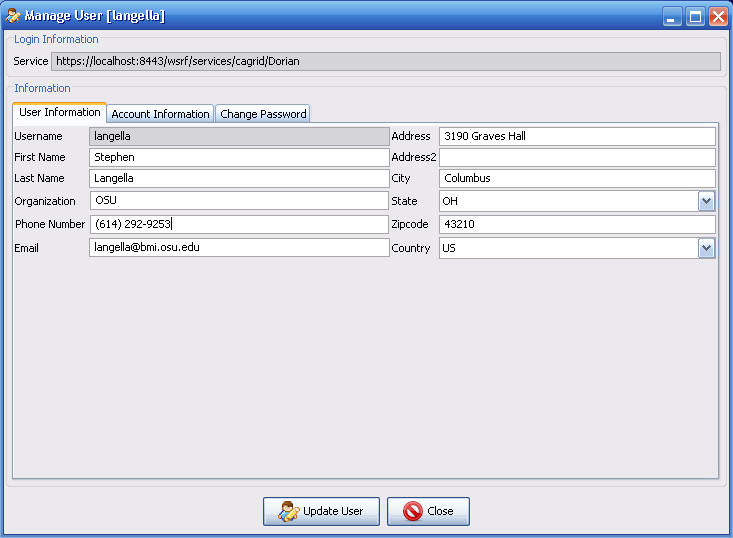 Manage User [langella]
Login Information
Service https://localhost:8443/wsrf/services/cagrid/Dorian
Information
User Information Account Information Change Password
Username langella Address 3190 Graves Hall
First Name Stephen Address2
Last Name Langella City Columbus
Organization OSU State OH
Phone Number (614) 292-9253 Zipcode 43210
Email langella@bmi.osu.edu Country US
Update User Close